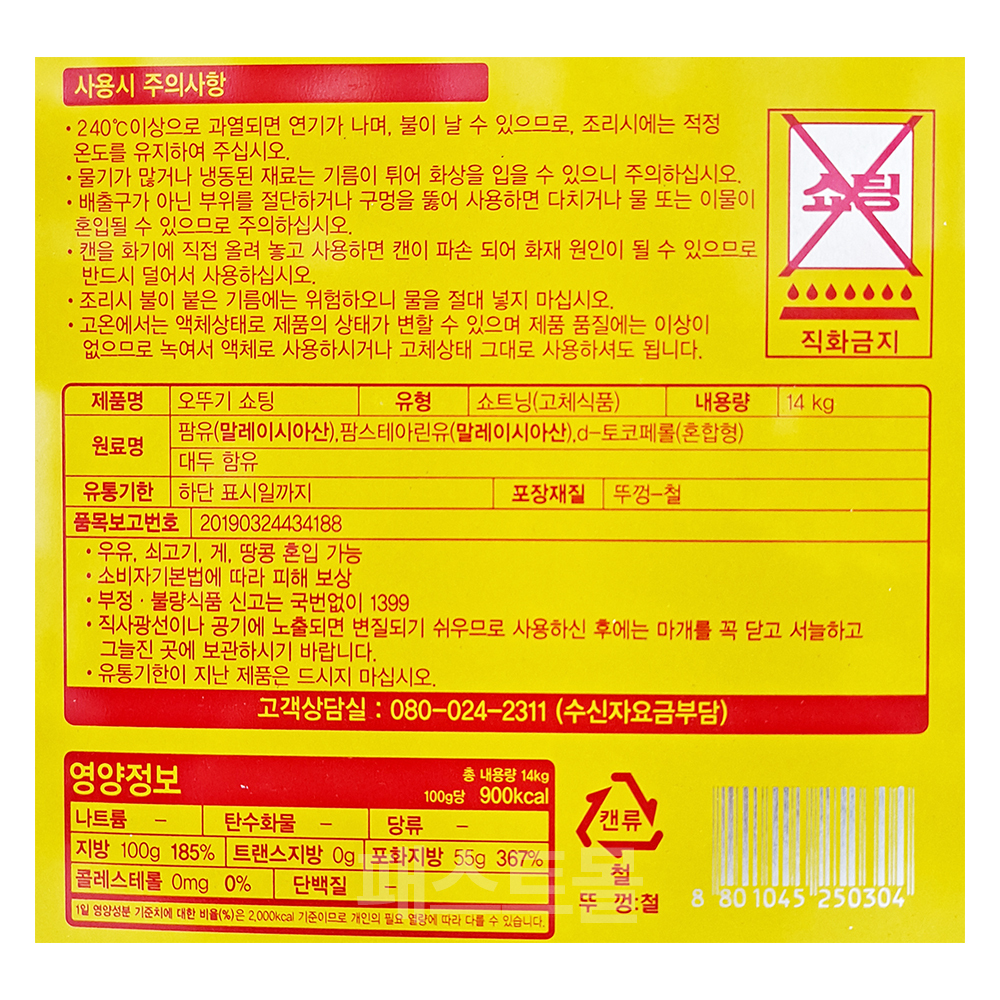 사용시 주의사항
• 240℃이상으로 과열되면 연기가 나며, 불이 날 수 있으므로, 조리시에는 적정
온도를 유지하여 주십시오.
• 물기가 많거나 냉동된 재료는 기름이 튀어 화상을 입을 수 있으니 주의하십시오.
• 배출구가 아닌 부위를 절단하거나 구멍을 뚫어 사용하면 다치거나 물 또는 이물이
혼입될 수 있으므로 주의하십시오.
• 캔을 화기에 직접 올려 놓고 사용하면 캔이 파손 되어 화재 원인이 될 수 있으므로
반드시 덜어서 사용하십시오.
• 조리시 불이 붙은 기름에는 위험하오니 물을 절대 넣지 마십시오.
• 고온에서는 액체상태로 제품의 상태가 변할 수 있으며 제품 품질에는 이상이
없으므로 녹여서 액체로 사용하시거나 고체상태 그대로 사용하셔도 됩니다.
쇼팅
직화금지
제품명 오뚜기 쇼팅 유형 쇼트닝(고체식품) 내용량 14 kg
원료명 팜유(말레이시아산),팜스테아린유(말레이시아산),d-토코페롤(혼합형)
대두 함유
유통기한 하단 표시일까지 포장재질 뚜껑-철
품목보고번호 20190324434188
• 우유, 쇠고기, 게, 땅콩 혼입 가능
• 소비자기본법에 따라 피해 보상
• 부정 · 불량식품 신고는 국번없이 1399
• 직사광선이나 공기에 노출되면 변질되기 쉬우므로 사용하신 후에는 마개를 꼭 닫고 서늘하고
그늘진 곳에 보관하시기 바랍니다.
• 유통기한이 지난 제품은 드시지 마십시오.
고객상담실 : 080-024-2311 (수신자요금부담)
영양정보 총 내용량 14kg
100g당 900kcal
나트륨 - 탄수화물 - 당류 -
지방 100g 185% 트랜스지방 0g 포화지방 55g 367%
콜레스테롤 0mg 0% 단백질 -
1일 영양성분 기준치에 대한 비율(%)은 2,000kcal 기준이므로 개인의 필요 열량에 따라 다를 수 있습니다.
캔류
철
뚜 껑:철
8 801045 250304
패스트몰